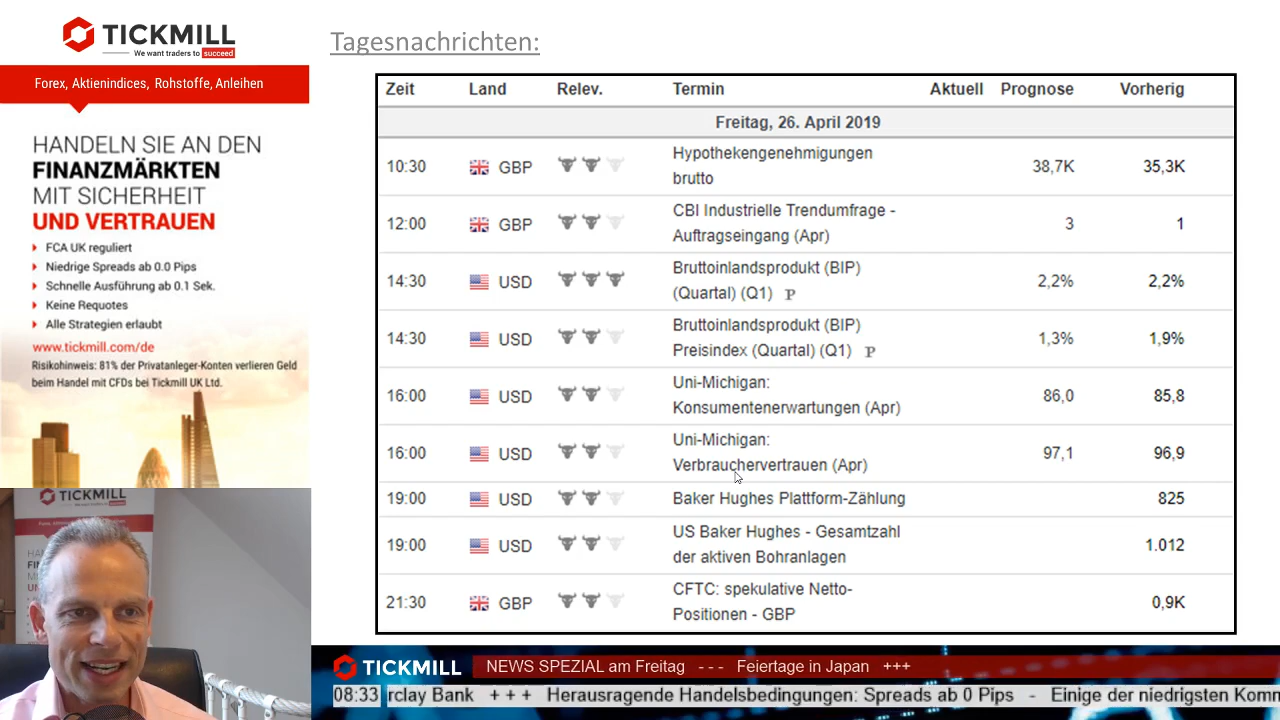 TICKMILL
We want traders to succeed
Forex, Aktienindices, Rohstoffe, Anleihen
HANDELN SIE AN DEN
FINANZMÄRKTEN
MIT SICHERHEIT
UND VERTRAUEN
FCA UK reguliert
Niedrige Spreads ab 0.0 Pips
Schnelle Ausführung ab 0.1 Sek.
Keine Requotes
Alle Strategien erlaubt
www.tickmill.com/de
Risikohinweis: 81% der Privatanleger-Konten verlieren Geld
beim Handel mit CFDs bei Tickmill UK Ltd.
TICKMILL
Tagesnachrichten:
Zeit Land Relev. Termin Aktuell Prognose Vorherig
Freitag, 26. April 2019
10:30 GBP Hypothekengenehmigungen brutto 38,7K 35,3K
12:00 GBP CBI Industrielle Trendumfrage - Auftragseingang (Apr) 3 1
14:30 USD Bruttoinlandsprodukt (BIP) (Quartal) (Q1) P 2,2% 2,2%
14:30 USD Bruttoinlandsprodukt (BIP) Preisindex (Quartal) (Q1) P 1,3% 1,9%
16:00 USD Uni-Michigan: Konsumentenerwartungen (Apr) 86,0 85,8
16:00 USD Uni-Michigan: Verbrauchervertrauen (Apr) 97,1 96,9
19:00 USD Baker Hughes Plattform-Zählung 825
19:00 USD US Baker Hughes - Gesamtzahl der aktiven Bohranlagen 1.012
21:30 GBP CFTC: spekulative Netto-Positionen - GBP 0,9K
TICKMILL NEWS SPEZIAL am Freitag --- Feiertage in Japan +++
08:33 rclay Bank +++ Herausragende Handelsbedingungen: Spreads ab 0 Pips - Einige der niedrigsten Komm